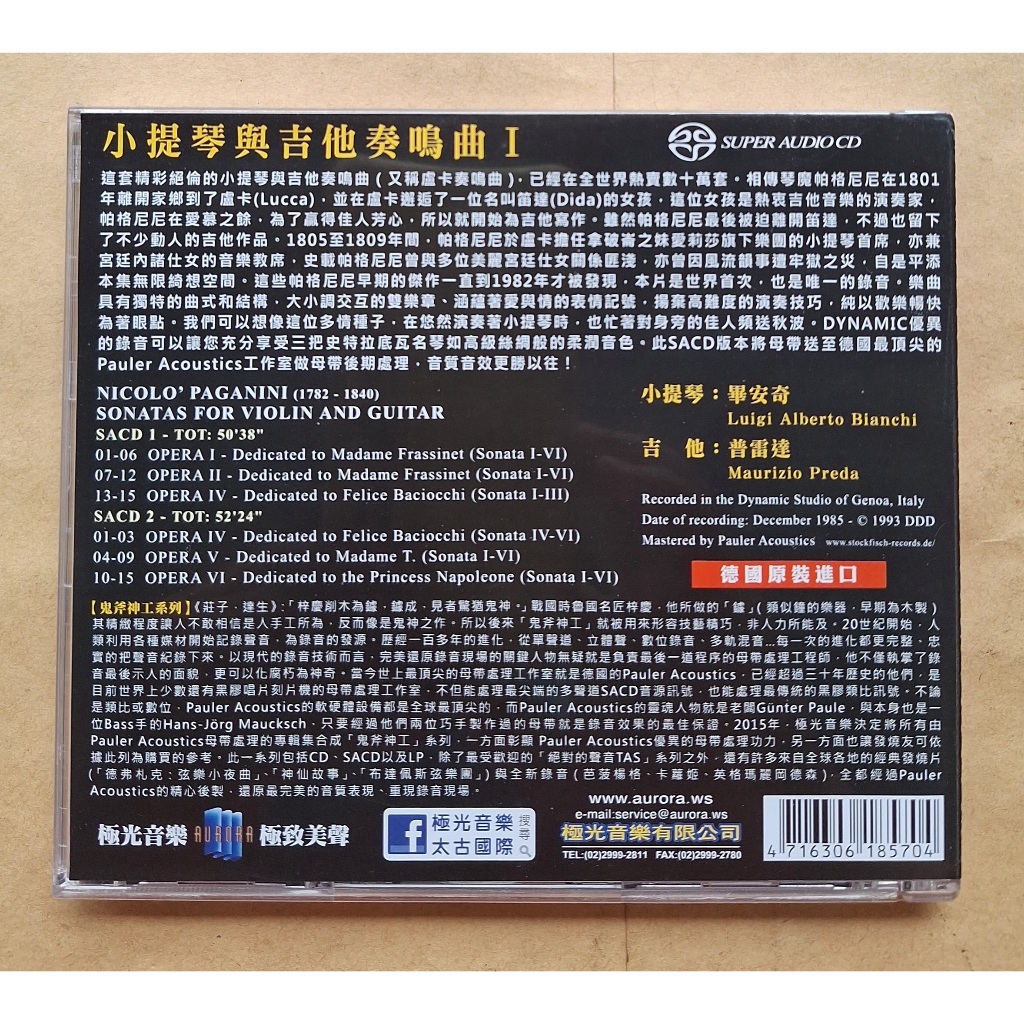 小提琴與吉他奏鳴曲 I
SUPER AUDIO CD
這套精彩絕倫的小提琴與吉他奏鳴曲（又稱盧卡奏鳴曲），已經在全世界熱賣數十萬套。相傳琴魔帕格尼尼在1801
年離開家鄉到了盧卡(Lucca)，並在盧卡邂逅了一位名叫笛達(Dida)的女孩，這位女孩是熱衷吉他音樂的演奏家，
帕格尼尼在愛慕之餘，為了贏得佳人芳心，所以就開始為吉他寫作。雖然帕格尼尼最後被迫離開笛達，不過也留下
了不少動人的吉他作品。1805至1809年間，帕格尼尼於盧卡擔任拿破崙之妹愛莉莎旗下樂團的小提琴首席，亦兼
宮廷內諸仕女的音樂教席，史載帕格尼尼曾與多位美麗宮廷仕女關係匪淺，亦曾因風流韻事遭牢獄之災，自是平添
本集無限綺想空間。這些帕格尼尼早期的傑作一直到1982年才被發現，本片是世界首次，也是唯一的錄音。樂曲
具有獨特的曲式和結構，大小調交互的雙樂章、涵蘊著愛與情的表情記號，揚棄高難度的演奏技巧，純以歡樂暢快
為著眼點。我們可以想像這位多情種子，在悠然演奏著小提琴時，也忙著對身旁的佳人頻送秋波。DYNAMIC優異
的錄音可以讓您充分享受三把史特拉底瓦名琴如高級絲綢般的柔潤音色。此SACD版本將母帶送至德國最頂尖的
Pauler Acoustics工作室做母帶後期處理，音質音效更勝以往！
NICOLO' PAGANINI (1782 - 1840)
SONATAS FOR VIOLIN AND GUITAR
SACD 1 - TOT: 50'38"
01-06 OPERA I - Dedicated to Madame Frassinet (Sonata I-VI)
07-12 OPERA II - Dedicated to Madame Frassinet (Sonata I-VI)
13-15 OPERA IV - Dedicated to Felice Baciocchi (Sonata I-III)
SACD 2 - TOT: 52'24"
01-03 OPERA IV - Dedicated to Felice Baciocchi (Sonata IV-VI)
04-09 OPERA V - Dedicated to Madame T. (Sonata I-VI)
10-15 OPERA VI - Dedicated to the Princess Napoleone (Sonata I-VI)
小提琴：畢安奇
Luigi Alberto Bianchi
吉 他：普雷達
Maurizio Preda
Recorded in the Dynamic Studio of Genoa, Italy
Date of recording: December 1985 - © 1993 DDD
Mastered by Pauler Acoustics www.stockfisch-records.de/
德國原裝進口
【鬼斧神工系列】《莊子．達生》：「梓慶削木為鐻，鐻成，見者驚猶鬼神。」戰國時魯國名匠梓慶，他所做的「鐻」(類似鐘的樂器，早期為木製)
其精緻程度讓人不敢相信是人手工所為，反而像是鬼神之作。所以後來「鬼斧神工」就被用來形容技藝精巧，非人力所能及。20世紀開始，人
類利用各種媒材開始記錄聲音，為錄音的發源。歷經一百多年的進化，從單聲道、立體聲、數位錄音、多軌混音...每一次的進化都更完整、忠
實的把聲音紀錄下來。以現代的錄音技術而言，完美還原錄音現場的關鍵人物無疑就是負責最後一道程序的母帶處理工程師，他不僅執掌了錄
音最後示人的面貌，更可以化腐朽為神奇。當今世上最頂尖的母帶處理工作室就是德國的Pauler Acoustics，已經超過三十年歷史的他們，是
目前世界上少數還有黑膠唱片刻片機的母帶處理工作室，不但能處理最尖端的多聲道SACD音源訊號，也能處理最傳統的黑膠類比訊號。不論
是類比或數位，Pauler Acoustics的軟硬體設備都是全球最頂尖的，而Pauler Acoustics的靈魂人物就是老闆Günter Paule，與本身也是一
位Bass手的Hans-Jörg Maucksch，只要經過他們兩位巧手製作過的母帶就是錄音效果的最佳保證。2015年，極光音樂決定將所有由
Pauler Acoustics母帶處理的專輯集合成「鬼斧神工」系列，一方面彰顯 Pauler Acoustics優異的母帶處理功力，另一方面也讓發燒友可依
據此列為購買的參考。此一系列包括CD、SACD以及LP，除了最受歡迎的「絕對的聲音TAS」系列之外，還有許多來自全球各地的經典發燒片
(「德弗札克：弦樂小夜曲」、「神仙故事」、「布達佩斯弦樂團」) 與全新錄音 (芭菠楊格、卡蘿姬、英格瑪麗岡德森)，全都經過Pauler
Acoustics的精心後製，還原最完美的音質表現、重現錄音現場。
極光音樂 AURORA 極致美聲
f 極光音樂 太古國際 搜尋
www.aurora.ws
e-mail:service@aurora.ws
極光音樂有限公司
TEL:(02)2999-2811 FAX:(02)2999-2780
4 716306 185704